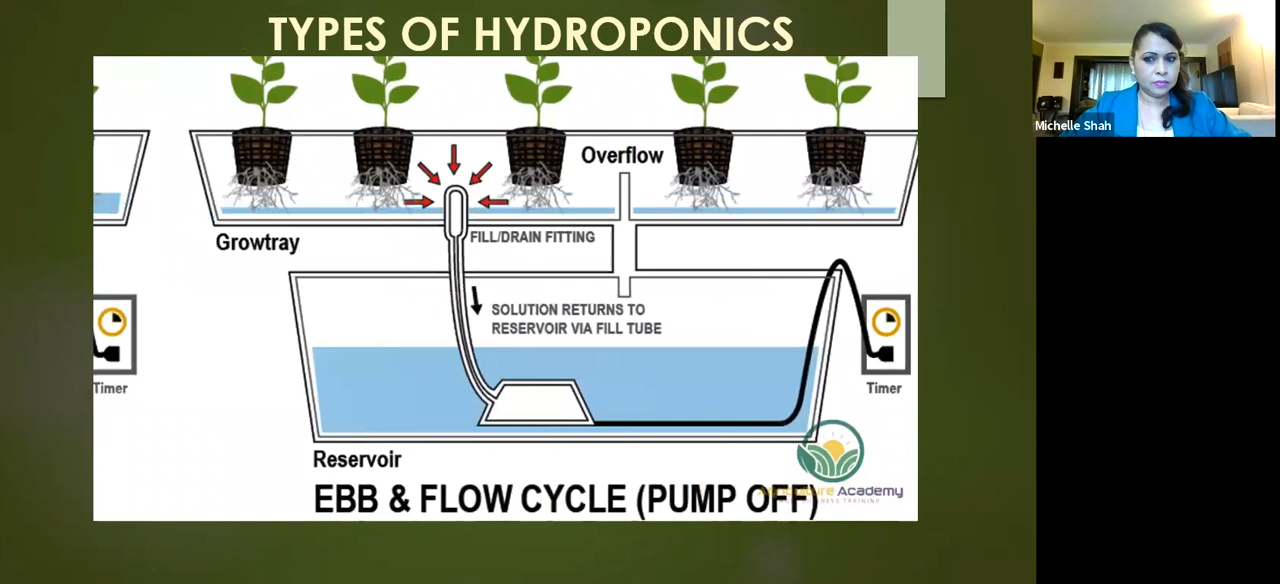 TYPES OF HYDROPONICS
Michelle Shah
Overflow
Growtray
FILL/DRAIN FITTING
SOLUTION RETURNS TO
RESERVOIR VIA FILL TUBE
Timer
Timer
Reservoir
Agriculture Academy
EBB & FLOW CYCLE (PUMP OFF)